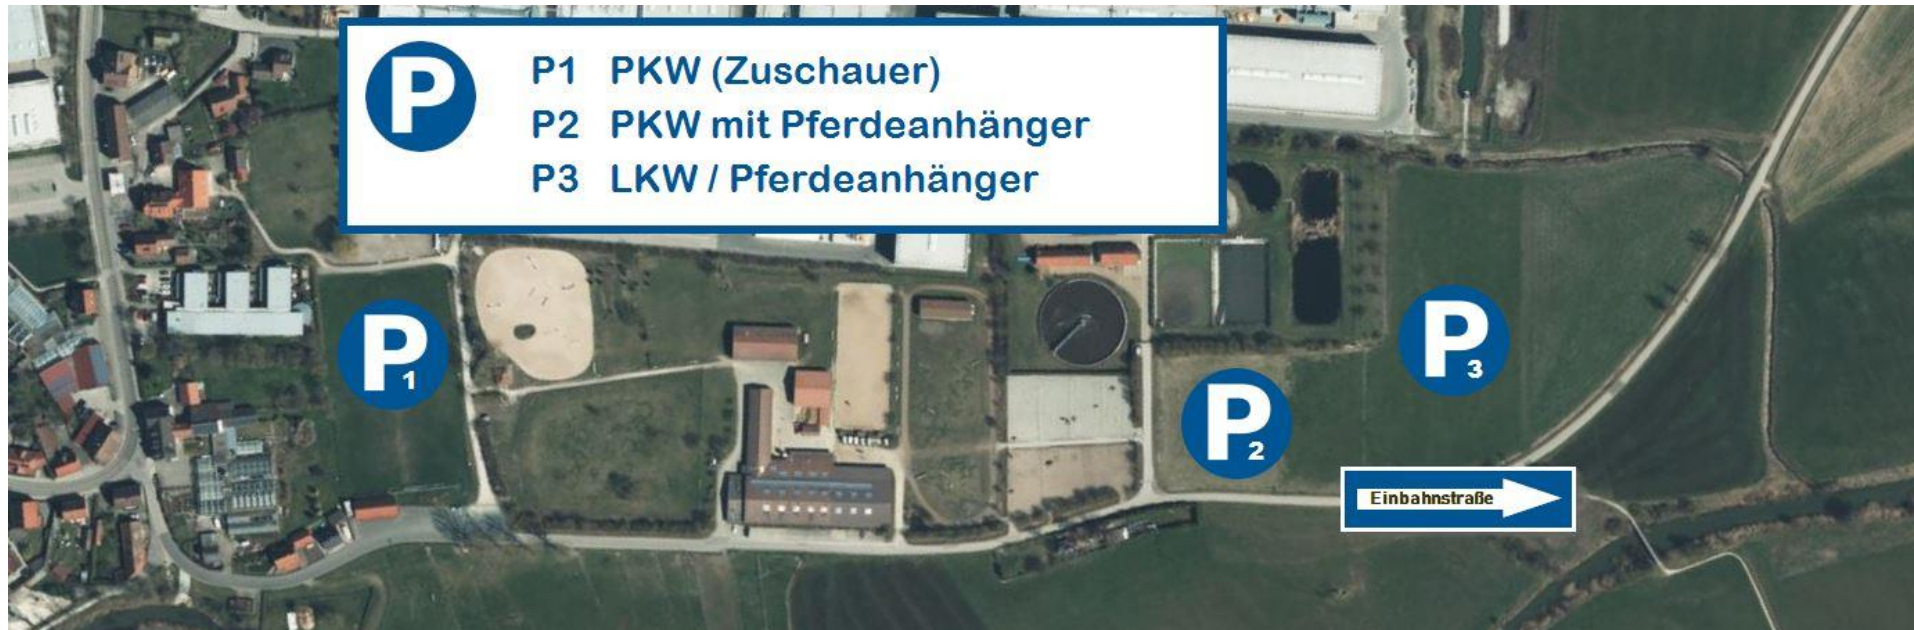 P
P1 PKW (Zuschauer)
P2 PKW mit Pferdeanhänger
P3 LKW / Pferdeanhänger
P1
P3
P2
Einbahnstraße